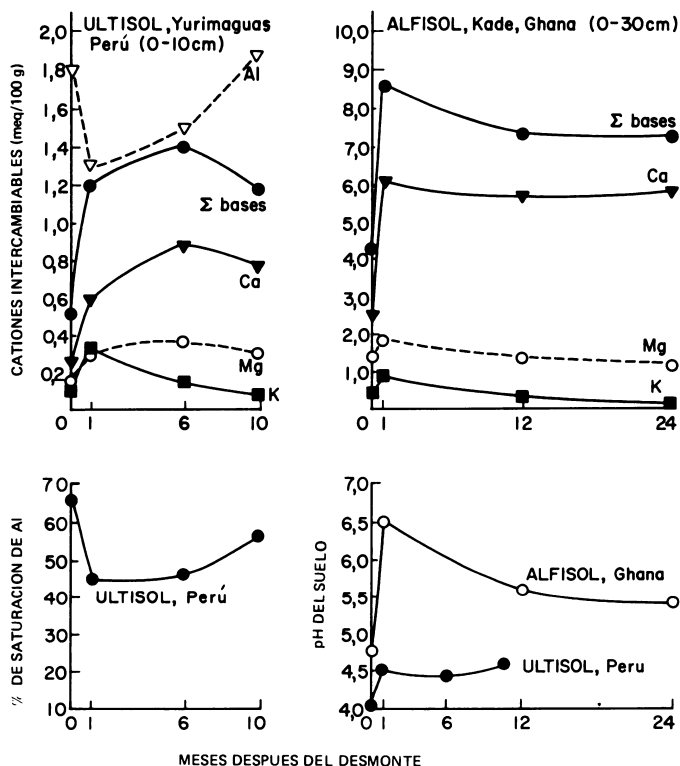 ULTISOL, Yurimaguas
Perú (0-10cm)
CATIONES INTERCAMBIABLES (meq/100 g)
2,0
1,8
1,6
1,4
1,2
1,0
0,8
0,6
0,4
0,2
0 1 6 10
Al
Σ bases
Ca
Mg
K
ALFISOL, Kade, Ghana (0-30cm)
10,0
9,0
8,0
7,0
6,0
5,0
4,0
3,0
2,0
1,0
0 1 12 24
Σ bases
Ca
Mg
K
% DE SATURACION DE Al
70
60
50
40
30
20
10
0 1 6 10
ULTISOL, Perú
pH DEL SUELO
7,0
6,5
6,0
5,5
5,0
4,5
4,0
0 1 6 12 24
ALFISOL, Ghana
ULTISOL, Peru
MESES DESPUES DEL DESMONTE